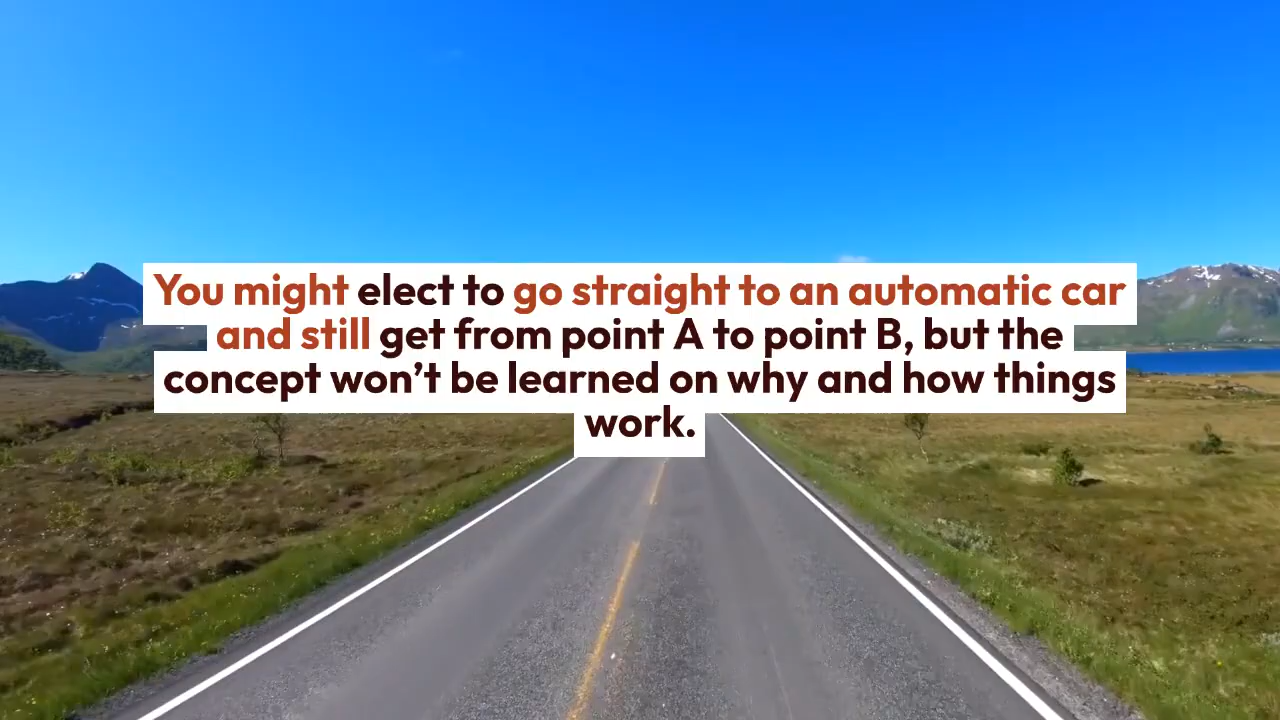 You might elect to go straight to an automatic car
and still get from point A to point B, but the
concept won’t be learned on why and how things
work.